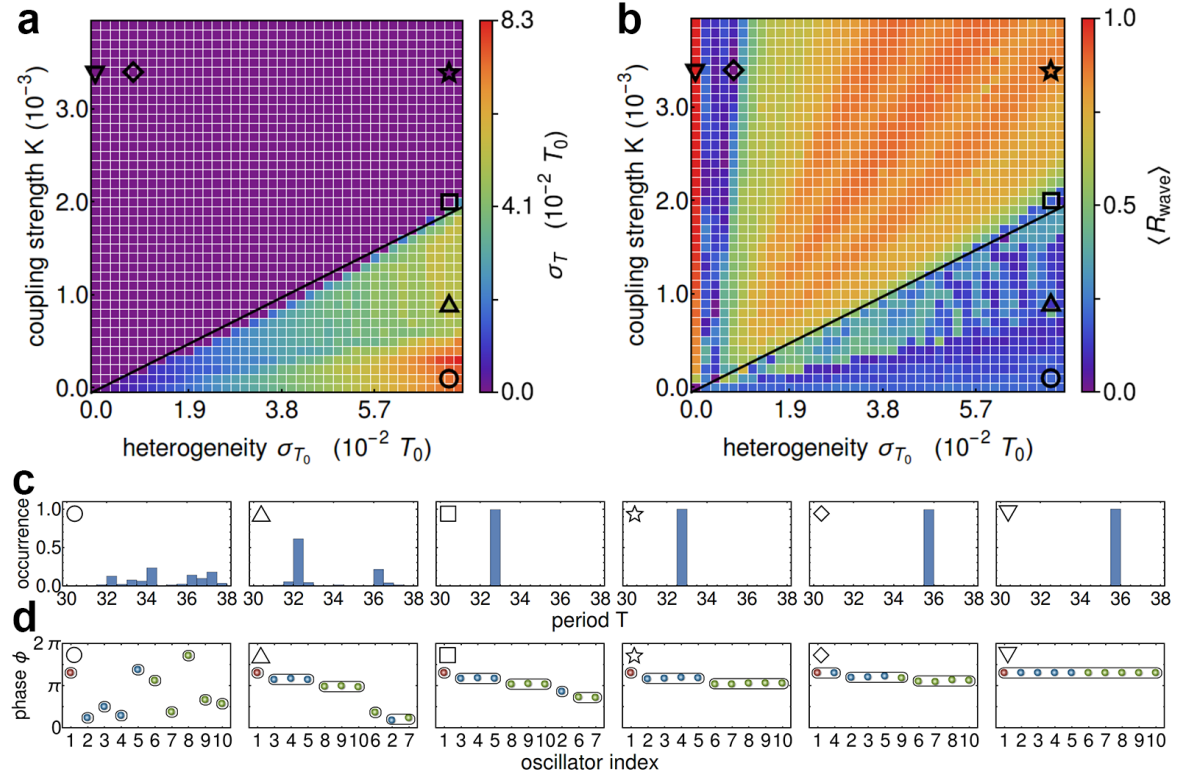 a
coupling strength K (10⁻³)
3.0
2.0
1.0
0.0
0.0 1.9 3.8 5.7
heterogeneity σ_T₀ (10⁻² T₀)
8.3
4.1
0.0
σ_T (10⁻² T₀)
b
coupling strength K (10⁻³)
3.0
2.0
1.0
0.0
0.0 1.9 3.8 5.7
heterogeneity σ_T₀ (10⁻² T₀)
1.0
0.5
0.0
⟨R_wave⟩
c
occurrence
1.0
0.5
0.0
30 32 34 36 38 30 32 34 36 38 30 32 34 36 38 30 32 34 36 38 30 32 34 36 38 30 32 34 36 38
period T
d
phase ϕ
2π
π
0
1 2 3 4 5 6 7 8 9 10 1 3 4 5 8 9 10 6 2 7 1 3 4 5 8 9 10 2 6 7 1 2 3 4 5 6 7 8 9 10 1 4 2 3 5 9 6 7 8 10 1 2 3 4 5 6 7 8 9 10
oscillator index